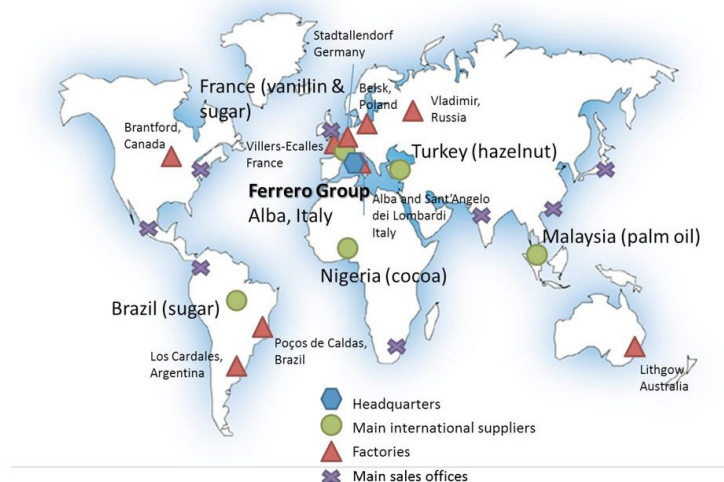 Stadtallendorf
Germany
France (vanillin &
sugar)
Belsk,
Poland
Vladimir,
Russia
Brantford,
Canada
Villers-Ecalles
France
Turkey (hazelnut)
Ferrero Group
Alba, Italy
Alba and Sant'Angelo
dei Lombardi
Italy
Malaysia (palm oil)
Nigeria (cocoa)
Brazil (sugar)
Poços de Caldas,
Brazil
Los Cardales,
Argentina
Lithgow,
Australia
Headquarters
Main international suppliers
Factories
Main sales offices